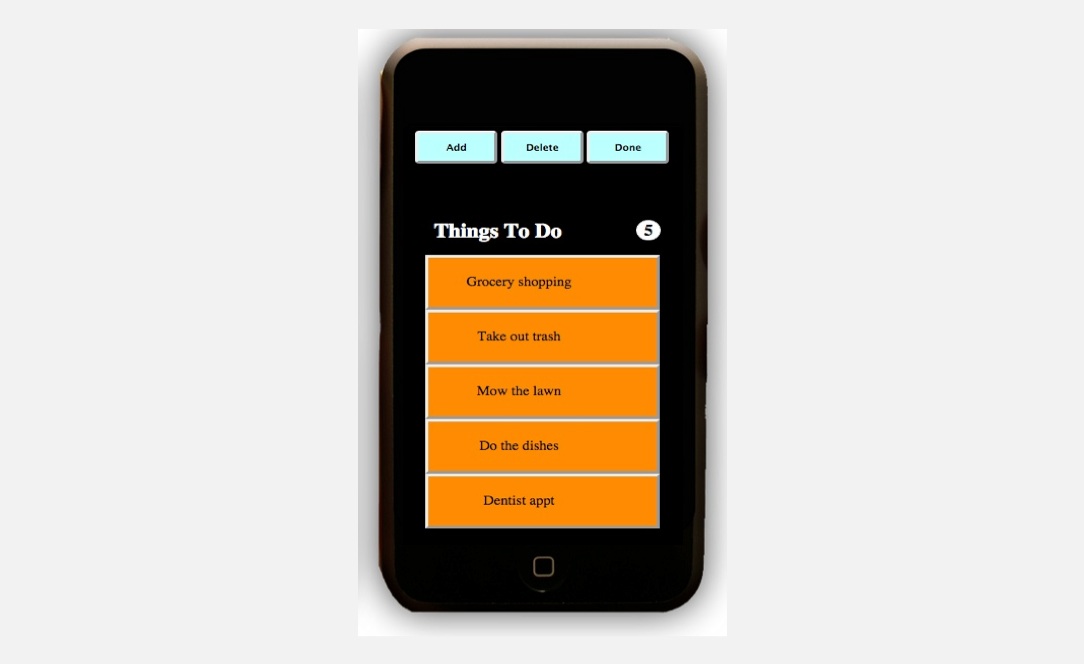 Add Delete Done
Things To Do 5
Grocery shopping
Take out trash
Mow the lawn
Do the dishes
Dentist appt